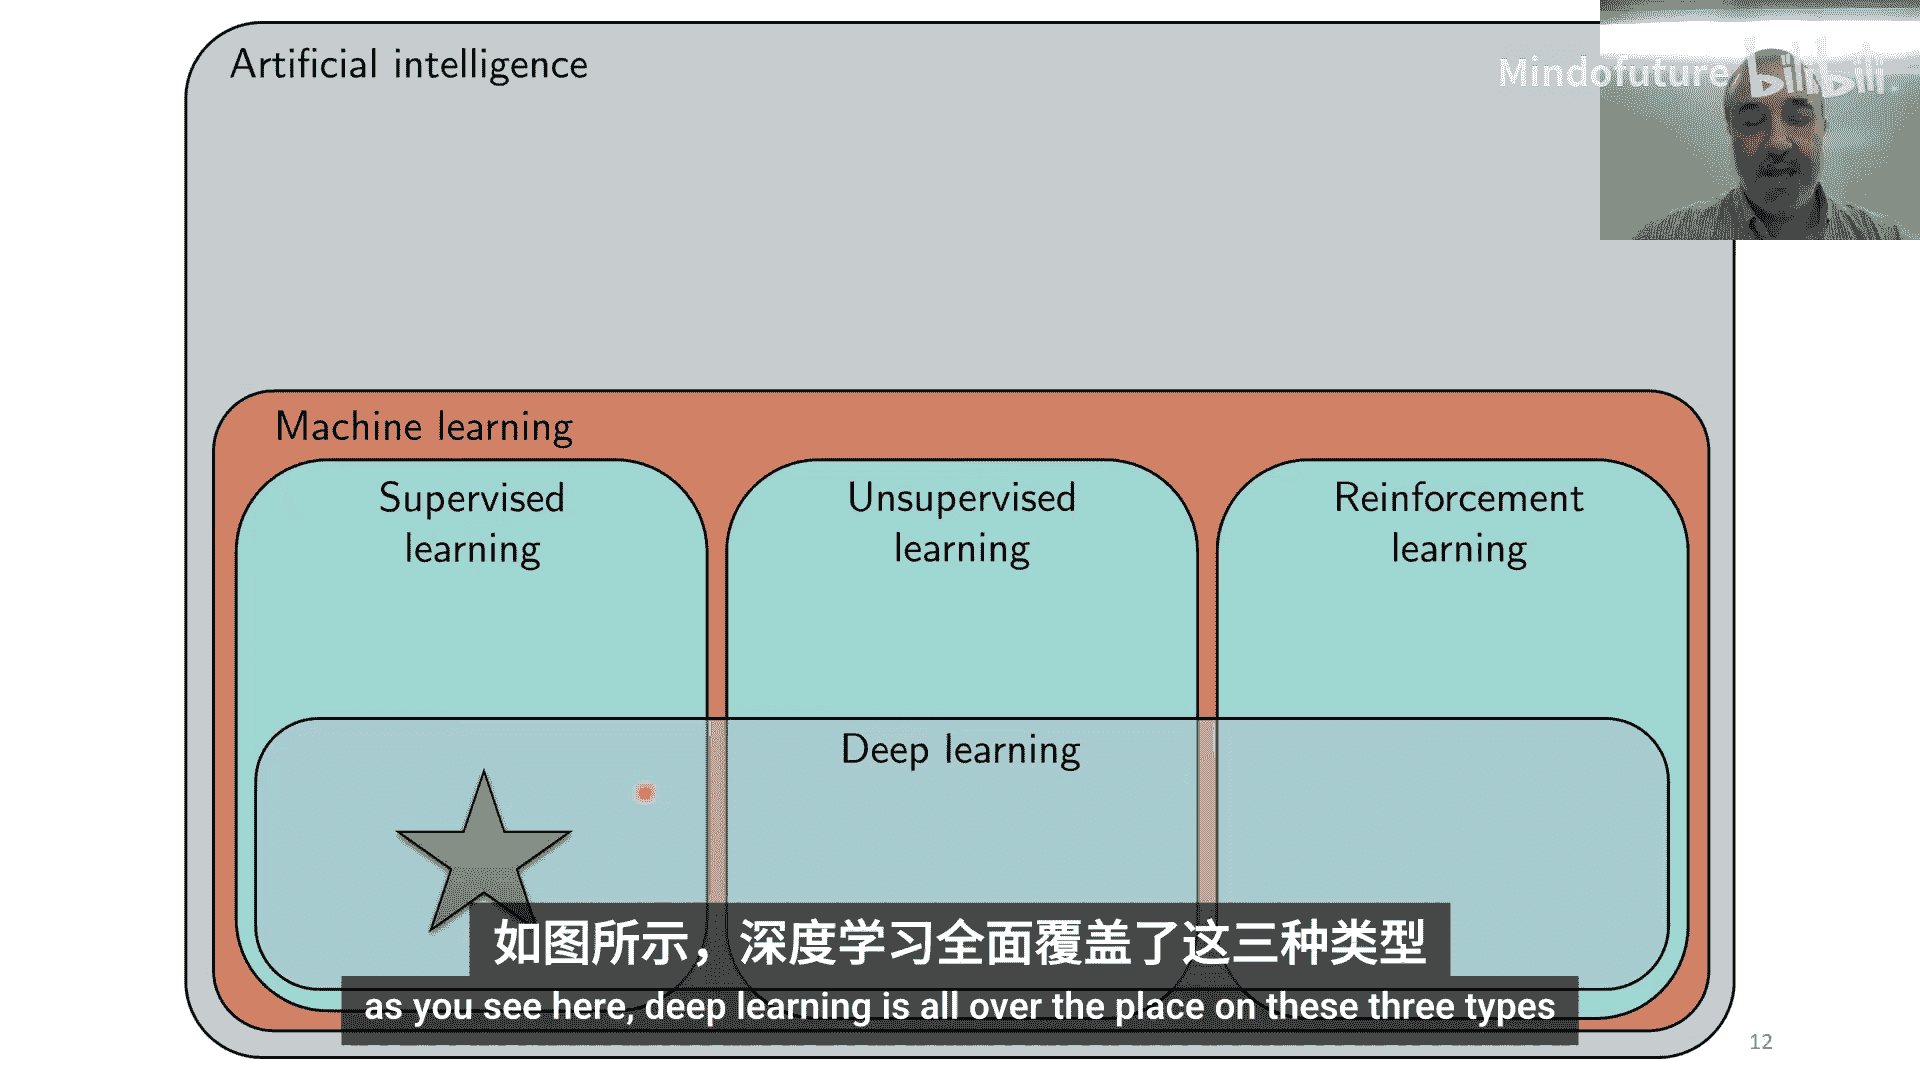 Artificial intelligence
Mindofuture bilibili
Machine learning
Supervised
learning
Unsupervised
learning
Reinforcement
learning
Deep learning
如图所示，深度学习全面覆盖了这三种类型
as you see here, deep learning is all over the place on these three types
12